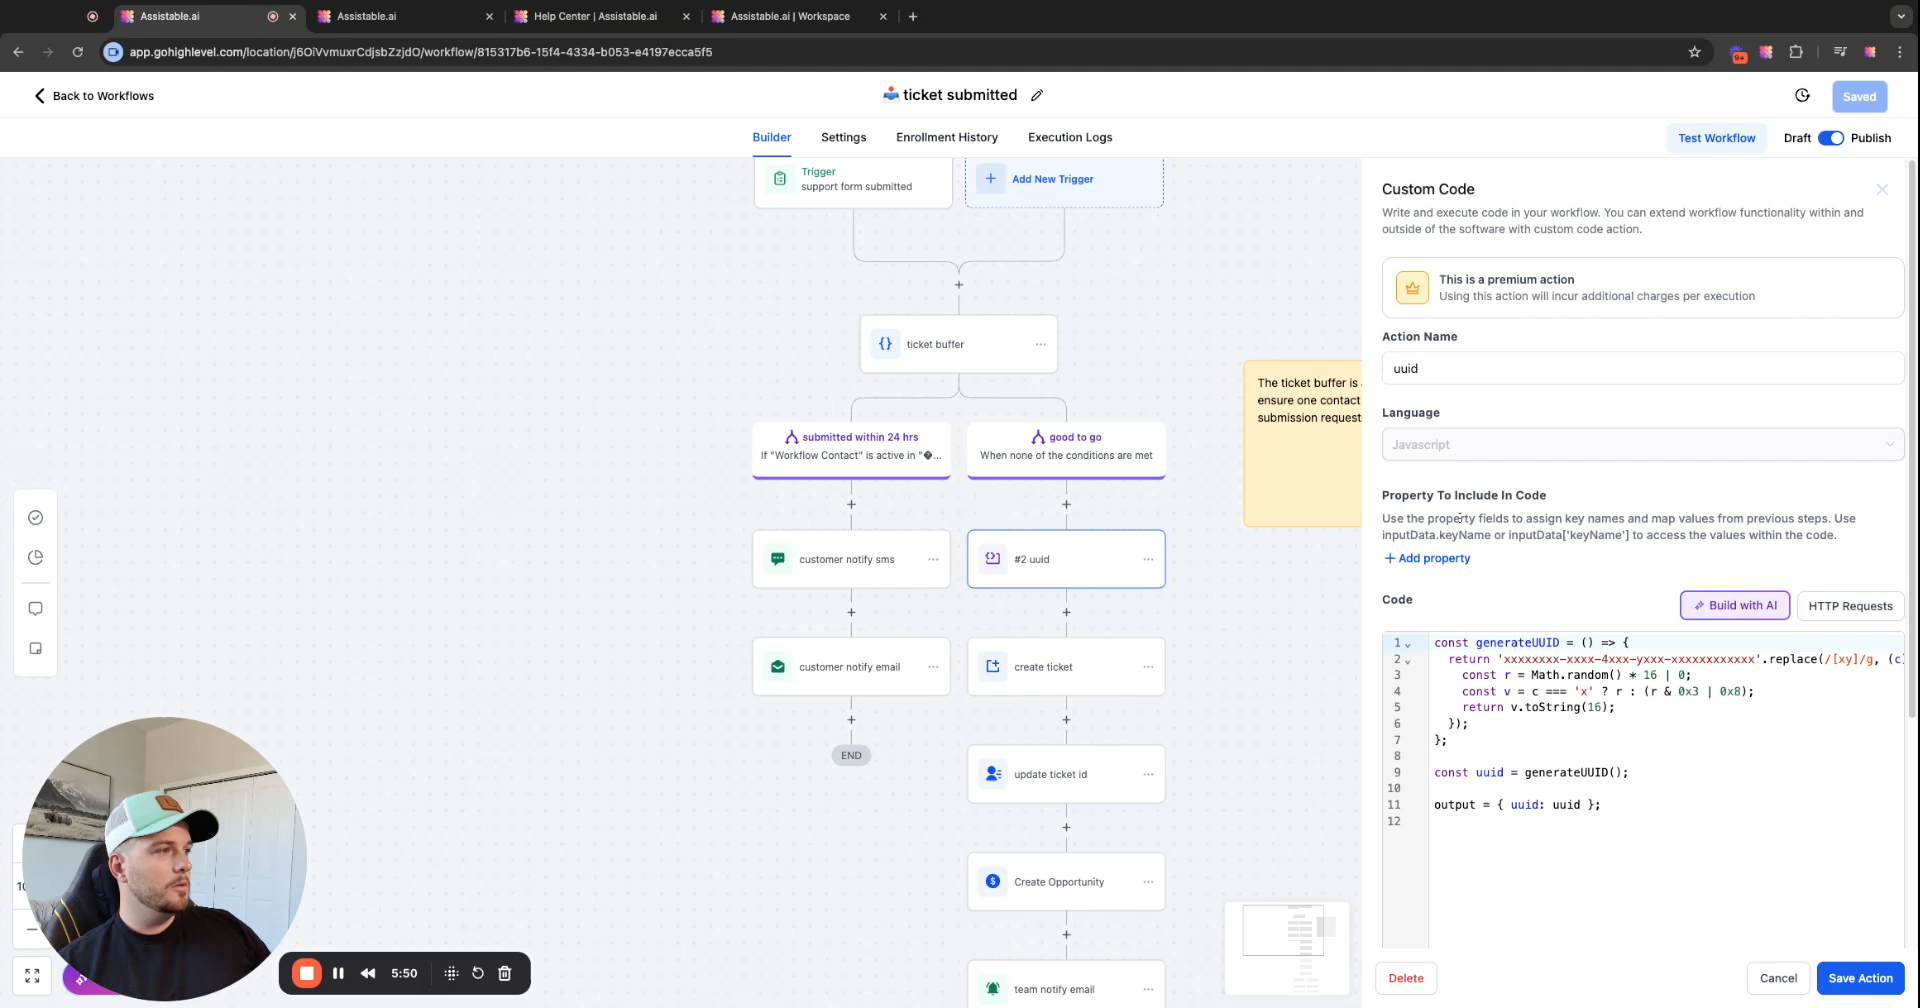 Assistable.ai
Assistable.ai
Help Center | Assistable.ai
Assistable.ai | Workspace
app.gohighlevel.com/location/j6OiVvmuxrCdjsbZzjdO/workflow/815317b6-15f4-4334-b053-e4197ecca5f5
9+
Back to Workflows
ticket submitted
Saved
Builder
Settings
Enrollment History
Execution Logs
Test Workflow
Draft
Publish
Trigger
support form submitted
Add New Trigger
ticket buffer
submitted within 24 hrs
If "Workflow Contact" is active in "�...
good to go
When none of the conditions are met
The ticket buffer is
ensure one contact
submission request
customer notify sms
#2 uuid
customer notify email
create ticket
END
update ticket id
Create Opportunity
team notify email
5:50
Custom Code
Write and execute code in your workflow. You can extend workflow functionality within and
outside of the software with custom code action.
This is a premium action
Using this action will incur additional charges per execution
Action Name
uuid
Language
Javascript
Property To Include In Code
Use the property fields to assign key names and map values from previous steps. Use
inputData.keyName or inputData['keyName'] to access the values within the code.
+ Add property
Code
Build with AI
HTTP Requests
1 const generateUUID = () => {
2 return 'xxxxxxxx-xxxx-4xxx-yxxx-xxxxxxxxxxxx'.replace(/[xy]/g, (c)
3 const r = Math.random() * 16 | 0;
4 const v = c === 'x' ? r : (r & 0x3 | 0x8);
5 return v.toString(16);
6 });
7 };
8
9 const uuid = generateUUID();
10
11 output = { uuid: uuid };
12
Delete
Cancel
Save Action